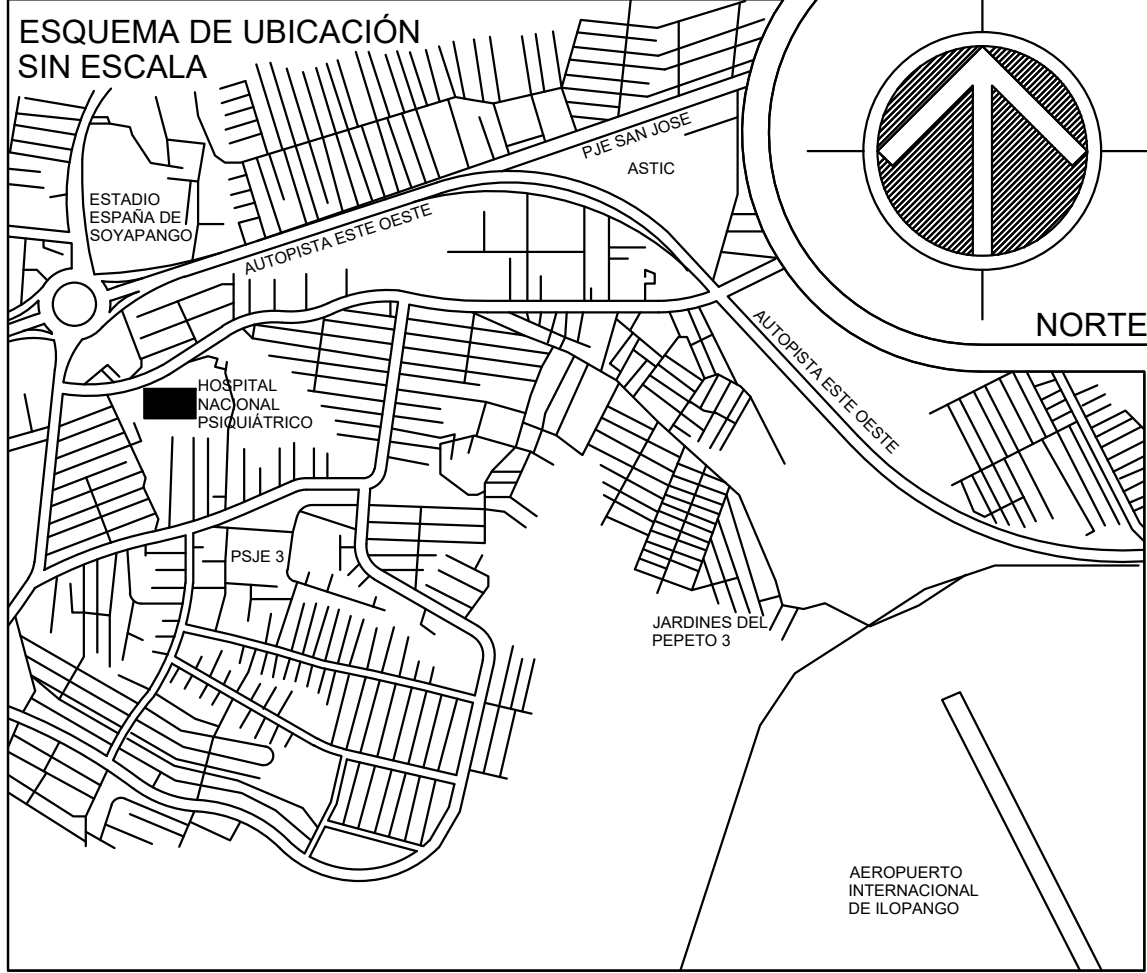 ESQUEMA DE UBICACIÓN
SIN ESCALA
NORTE
PJE SAN JOSE
ASTIC
ESTADIO
ESPAÑA DE
SOYAPANGO
AUTOPISTA ESTE OESTE
AUTOPISTA ESTE OESTE
HOSPITAL
NACIONAL
PSIQUIÁTRICO
PSJE 3
JARDINES DEL
PEPETO 3
AEROPUERTO
INTERNACIONAL
DE ILOPANGO